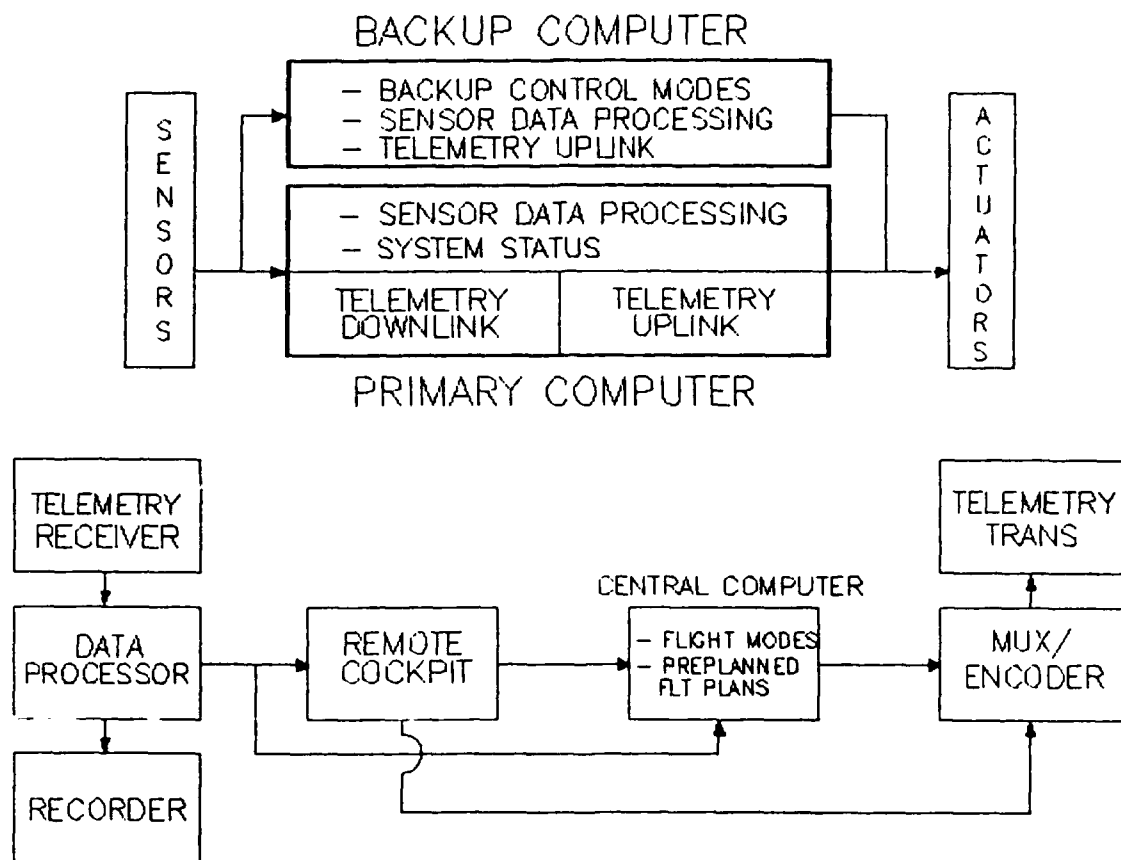 BACKUP COMPUTER
SENSORS
– BACKUP CONTROL MODES
– SENSOR DATA PROCESSING
– TELEMETRY UPLINK
ACTUATORS
– SENSOR DATA PROCESSING
– SYSTEM STATUS
TELEMETRY
DOWNLINK
TELEMETRY
UPLINK
PRIMARY COMPUTER
TELEMETRY
RECEIVER
TELEMETRY
TRANS
CENTRAL COMPUTER
DATA
PROCESSOR
REMOTE
COCKPIT
– FLIGHT MODES
– PREPLANNED
FLT PLANS
MUX/
ENCODER
RECORDER